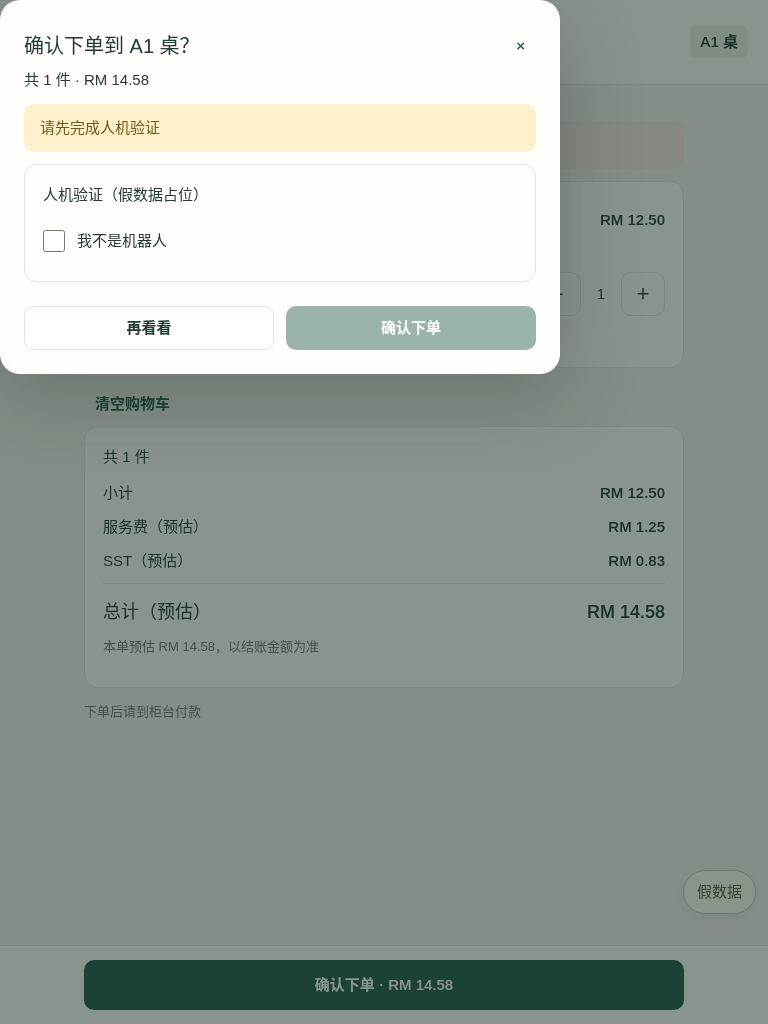 确认下单到 A1 桌?
×
A1 桌
共 1 件 · RM 14.58
请先完成人机验证
人机验证（假数据占位）
RM 12.50
我不是机器人
1
+
再看看
确认下单
清空购物车
共 1 件
小计
RM 12.50
服务费（预估）
RM 1.25
SST（预估）
RM 0.83
总计（预估）
RM 14.58
本单预估 RM 14.58，以结账金额为准
下单后请到柜台付款
假数据
确认下单 · RM 14.58